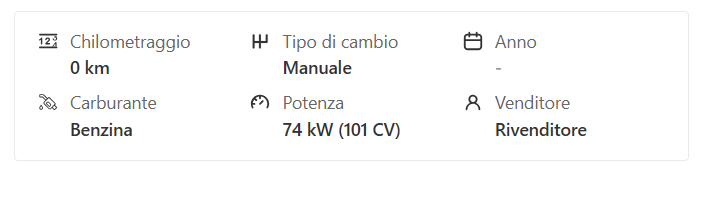 Chilometraggio
0 km
Tipo di cambio
Manuale
Anno
-
Carburante
Benzina
Potenza
74 kW (101 CV)
Venditore
Rivenditore